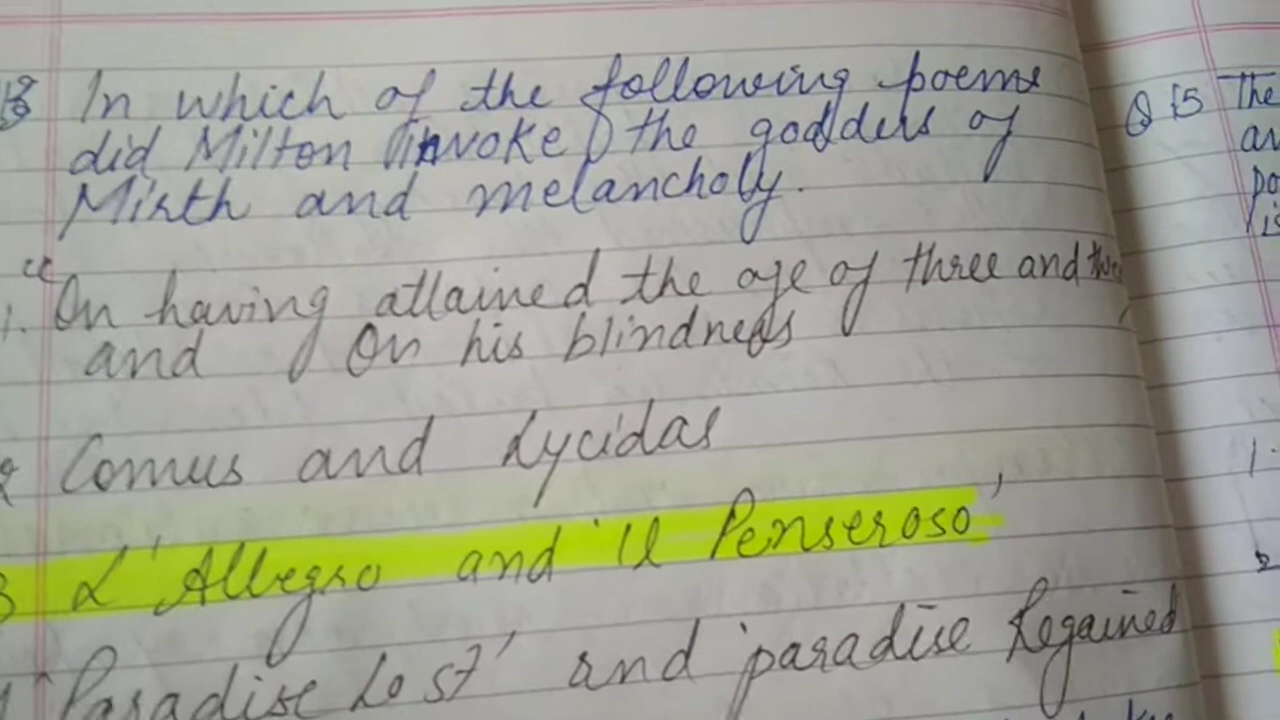 In which of the following poems
did Milton invoke the goddess of
Mirth and melancholy.
1. "On having attained the age of three and
and On his blindness
Comus and Lycidas
3 L'Allegro and 'Il Penseroso'
'Paradise Lost' and 'paradise Regained
Q 15 The
1.
2